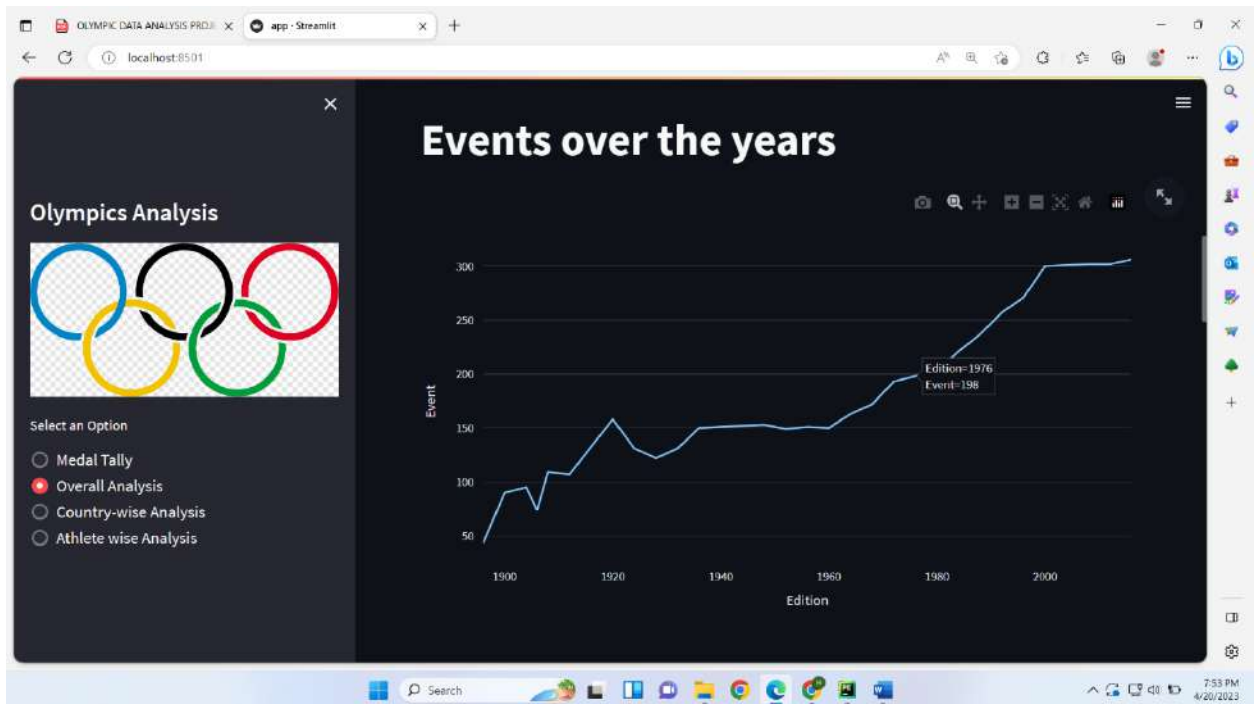 OLYMPIC DATA ANALYSIS PROJ
app · Streamlit
localhost:8501
Events over the years
Olympics Analysis
Select an Option
Medal Tally
Overall Analysis
Country-wise Analysis
Athlete wise Analysis
Event
300
250
200
150
100
50
Edition=1976
Event=198
1900 1920 1940 1960 1980 2000
Edition
Search
7:53 PM
4/20/2023